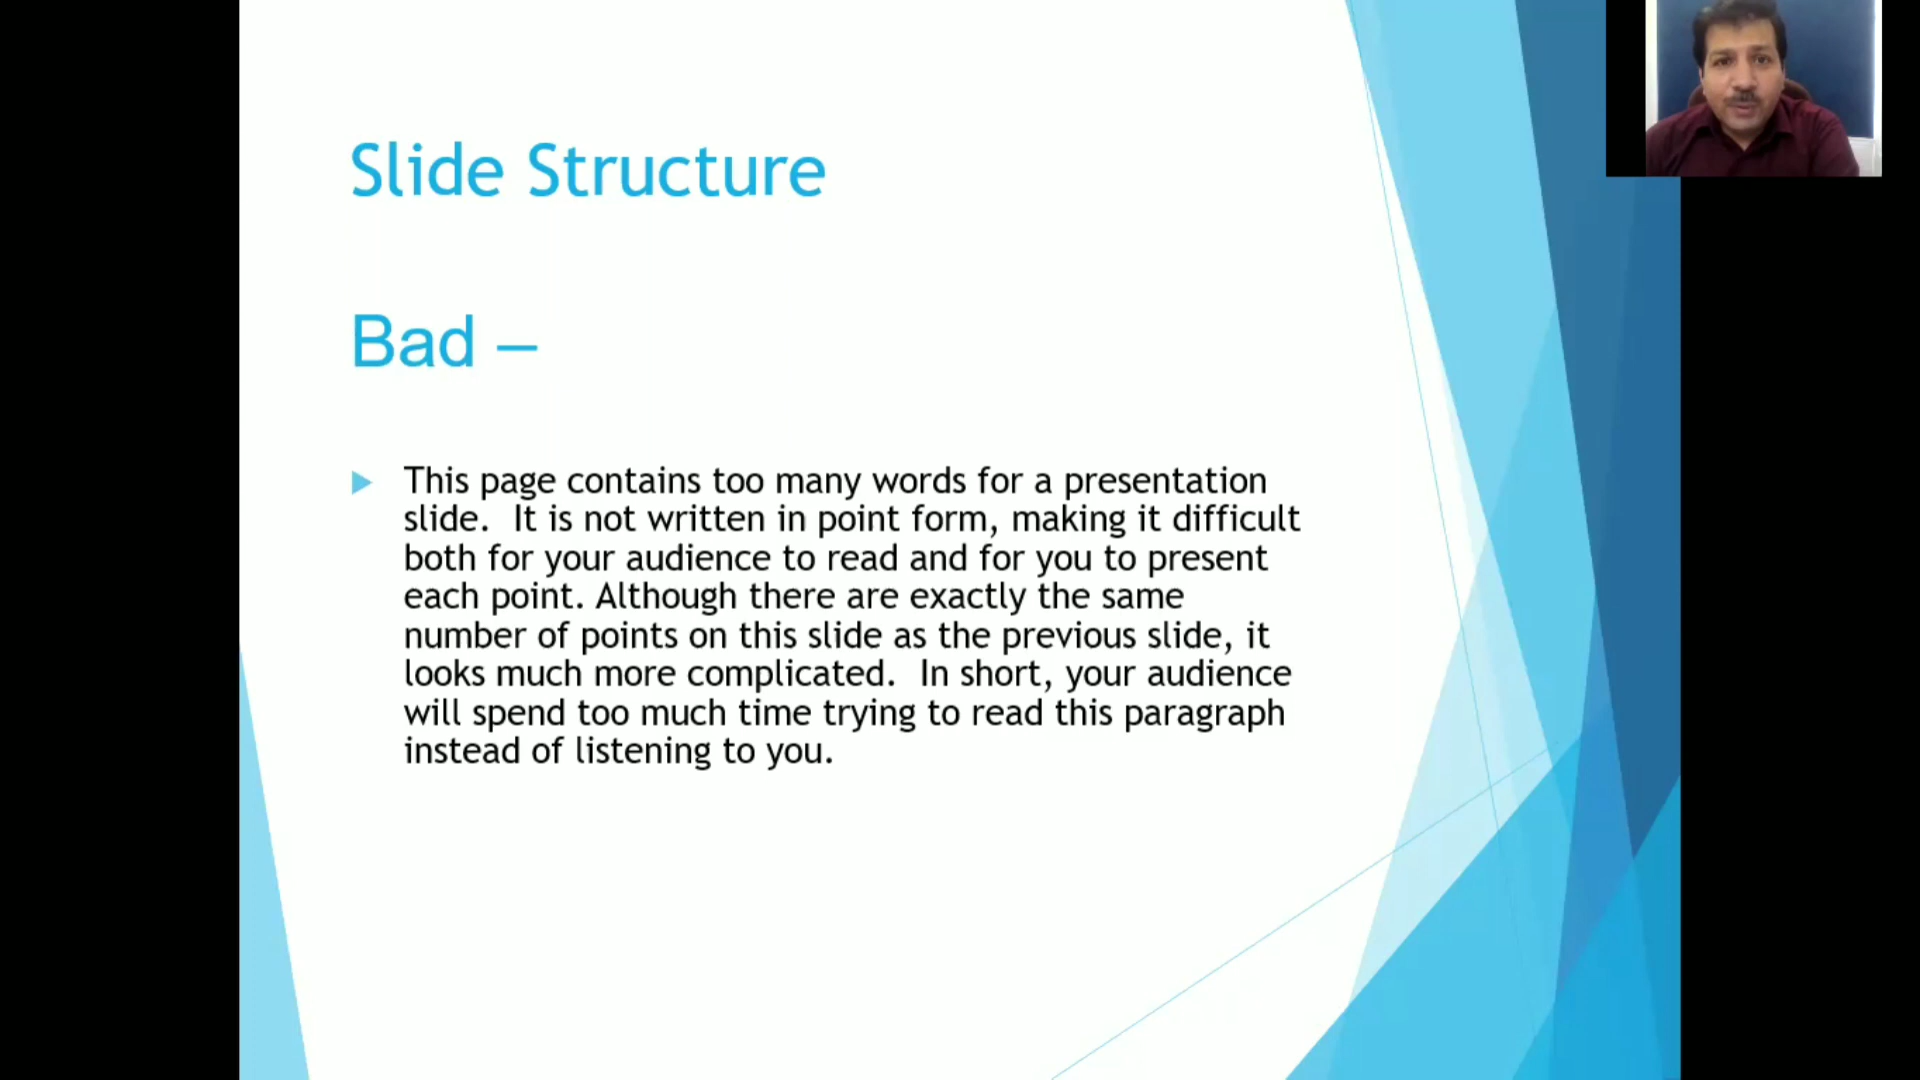 Slide Structure
Bad –
This page contains too many words for a presentation
slide.  It is not written in point form, making it difficult
both for your audience to read and for you to present
each point. Although there are exactly the same
number of points on this slide as the previous slide, it
looks much more complicated.  In short, your audience
will spend too much time trying to read this paragraph
instead of listening to you.